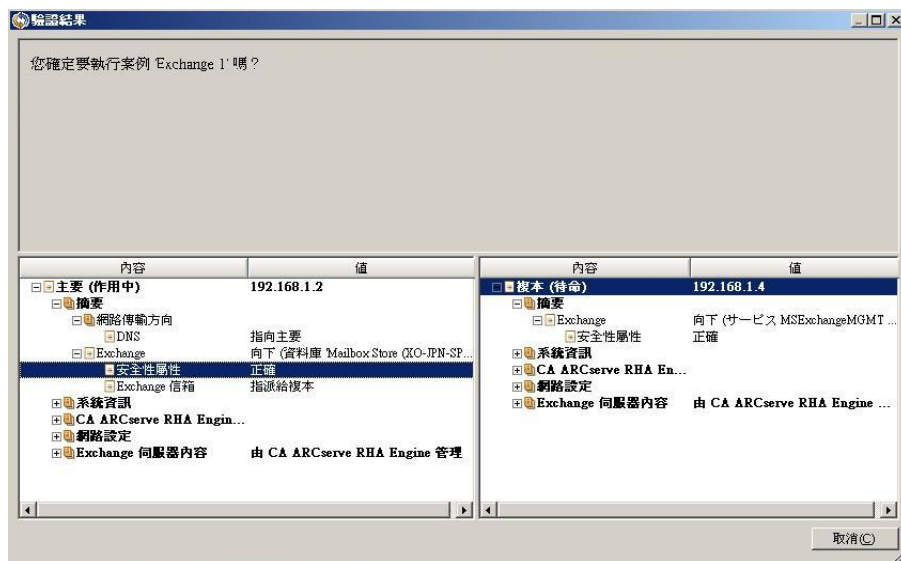 驗證結果
您確定要執行案例 'Exchange 1' 嗎？
內容 值
主要 (作用中) 192.168.1.2
摘要
網路傳輸方向
DNS 指向主要
Exchange 向下 (資料庫 'Mailbox Store (XO-JPN-SP...
安全性屬性 正確
Exchange 信箱 指派給複本
系統資訊
CA ARCserve RHA Engin...
網路設定
Exchange 伺服器內容 由 CA ARCserve RHA Engine 管理
內容 值
複本 (待命) 192.168.1.4
摘要
Exchange 向下 (サービス MSExchangeMGMT ...
安全性屬性 正確
系統資訊
CA ARCserve RHA En...
網路設定
Exchange 伺服器內容 由 CA ARCserve RHA Engine ...
取消(C)